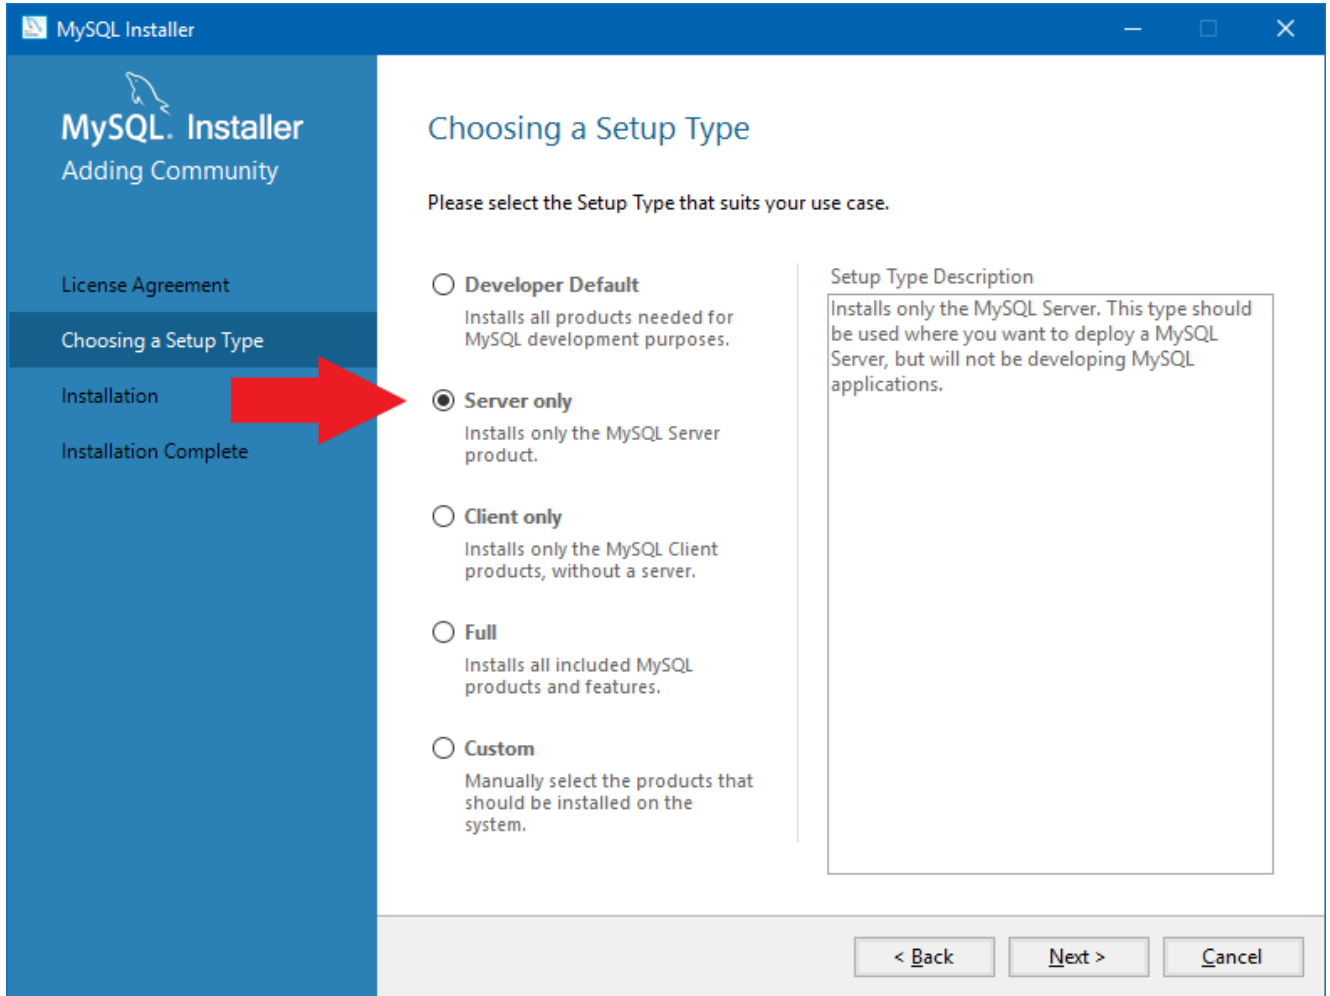 MySQL Installer
MySQL. Installer
Adding Community
License Agreement
Choosing a Setup Type
Installation
Installation Complete
Choosing a Setup Type
Please select the Setup Type that suits your use case.
Developer Default
Installs all products needed for
MySQL development purposes.
Server only
Installs only the MySQL Server
product.
Client only
Installs only the MySQL Client
products, without a server.
Full
Installs all included MySQL
products and features.
Custom
Manually select the products that
should be installed on the
system.
Setup Type Description
Installs only the MySQL Server. This type should
be used where you want to deploy a MySQL
Server, but will not be developing MySQL
applications.
< Back
Next >
Cancel